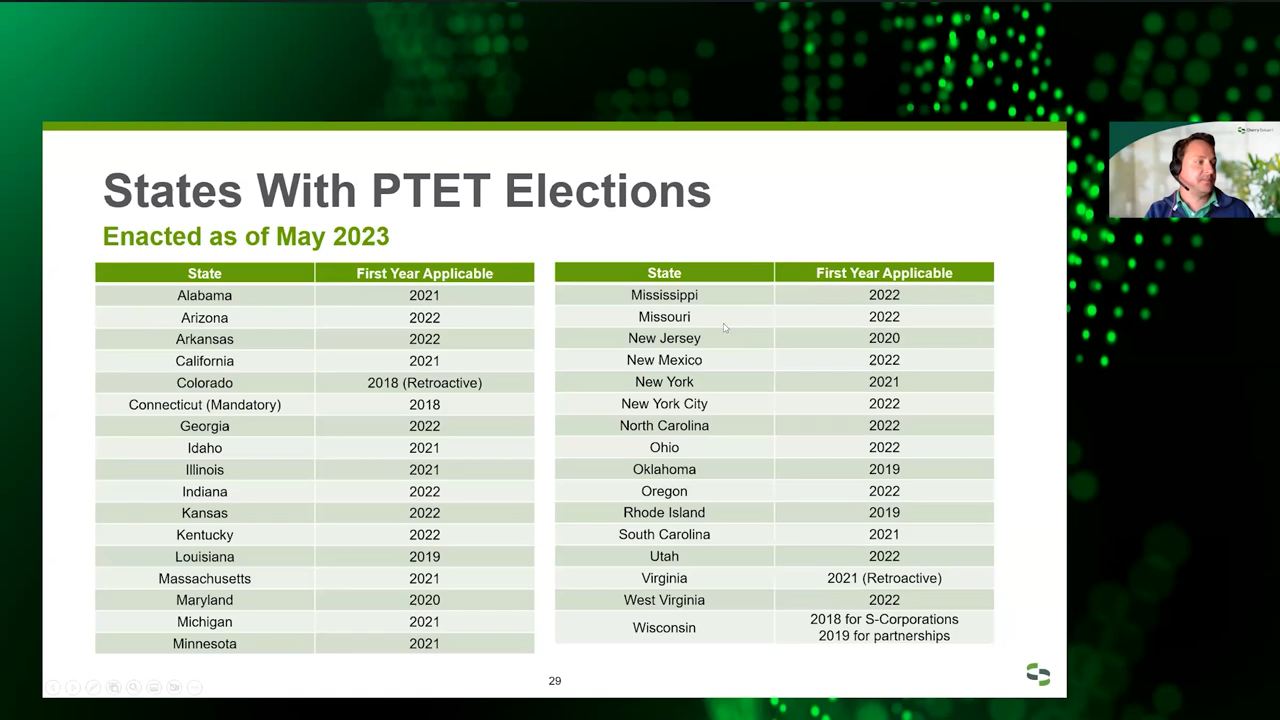 States With PTET Elections
Enacted as of May 2023
State First Year Applicable
Alabama 2021
Arizona 2022
Arkansas 2022
California 2021
Colorado 2018 (Retroactive)
Connecticut (Mandatory) 2018
Georgia 2022
Idaho 2021
Illinois 2021
Indiana 2022
Kansas 2022
Kentucky 2022
Louisiana 2019
Massachusetts 2021
Maryland 2020
Michigan 2021
Minnesota 2021
State First Year Applicable
Mississippi 2022
Missouri 2022
New Jersey 2020
New Mexico 2022
New York 2021
New York City 2022
North Carolina 2022
Ohio 2022
Oklahoma 2019
Oregon 2022
Rhode Island 2019
South Carolina 2021
Utah 2022
Virginia 2021 (Retroactive)
West Virginia 2022
Wisconsin 2018 for S-Corporations
2019 for partnerships
29